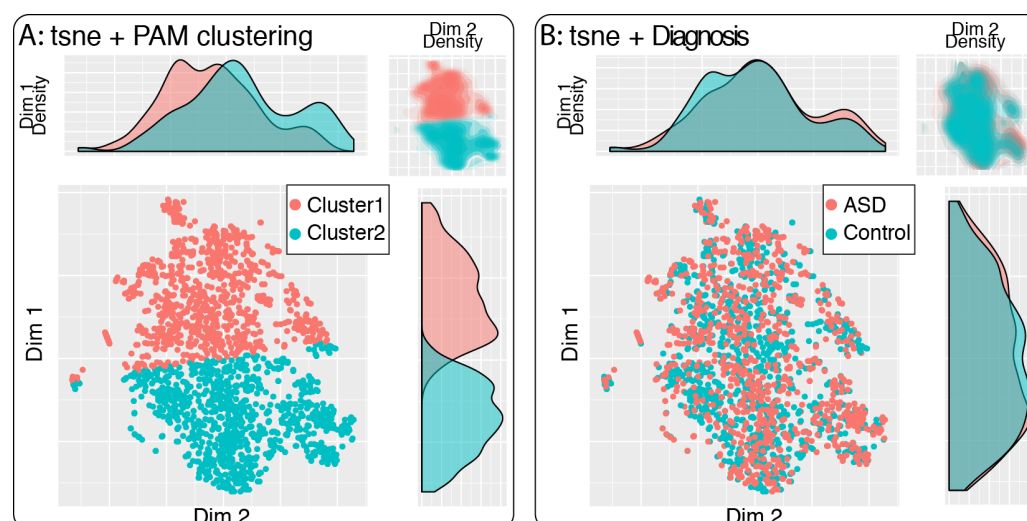 A: tsne + PAM clustering
Dim 2
Density
Dim 1
Density
Cluster1
Cluster2
Dim 1
Dim 2
B: tsne + Diagnosis
Dim 2
Density
Dim 1
Density
ASD
Control
Dim 1
Dim 2